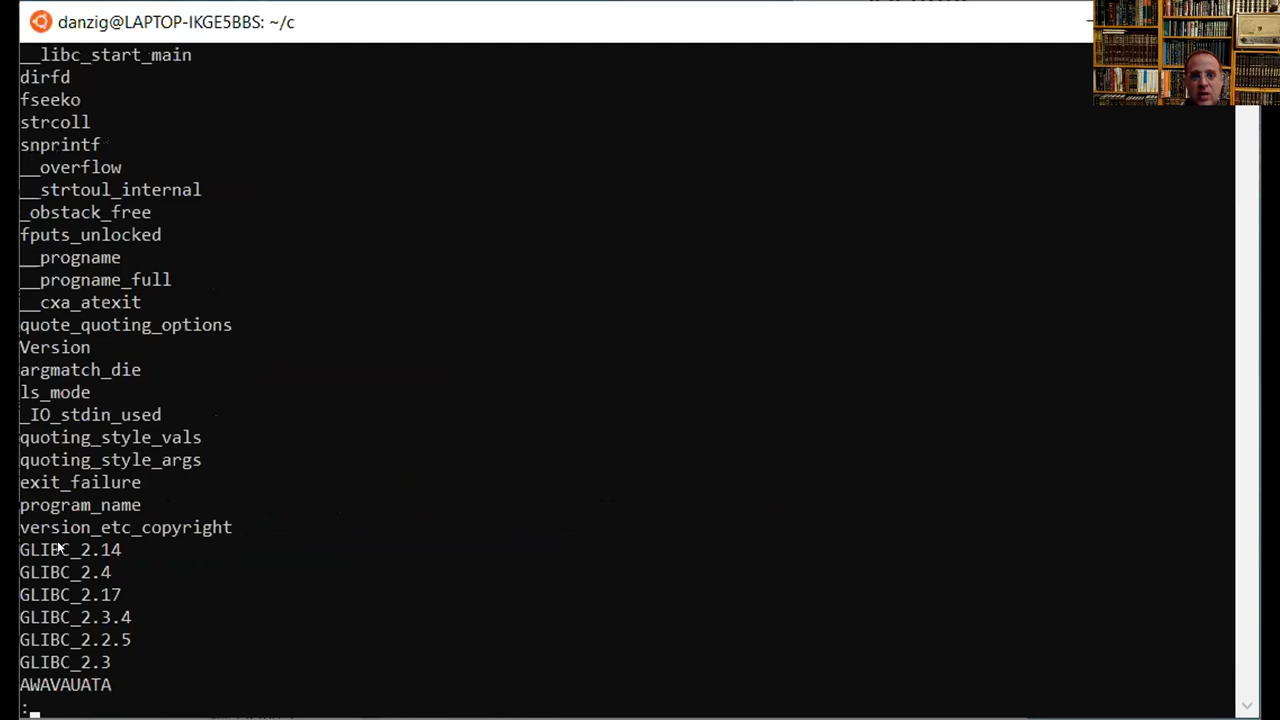 danzig@LAPTOP-IKGE5BBS: ~/c
__libc_start_main
dirfd
fseeko
strcoll
snprintf
__overflow
__strtoul_internal
_obstack_free
fputs_unlocked
__progname
__progname_full
__cxa_atexit
quote_quoting_options
Version
argmatch_die
ls_mode
_IO_stdin_used
quoting_style_vals
quoting_style_args
exit_failure
program_name
version_etc_copyright
GLIBC_2.14
GLIBC_2.4
GLIBC_2.17
GLIBC_2.3.4
GLIBC_2.2.5
GLIBC_2.3
AWAVAUATA
: